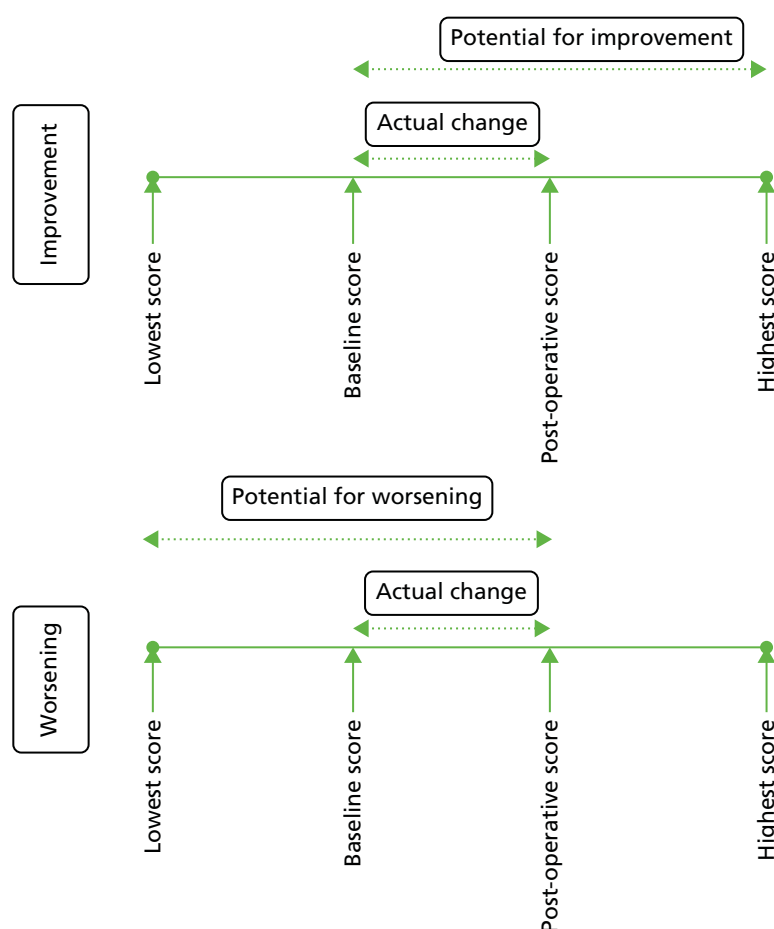 Potential for improvement
Actual change
Improvement
Lowest score
Baseline score
Post-operative score
Highest score
Potential for worsening
Actual change
Worsening
Lowest score
Baseline score
Post-operative score
Highest score